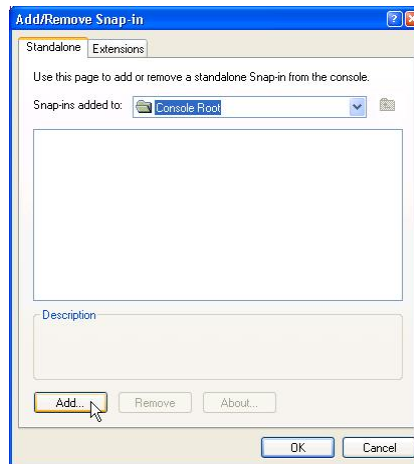 Add/Remove Snap-in
Standalone Extensions
Use this page to add or remove a standalone Snap-in from the console.
Snap-ins added to: Console Root
Description
Add... Remove About...
OK Cancel